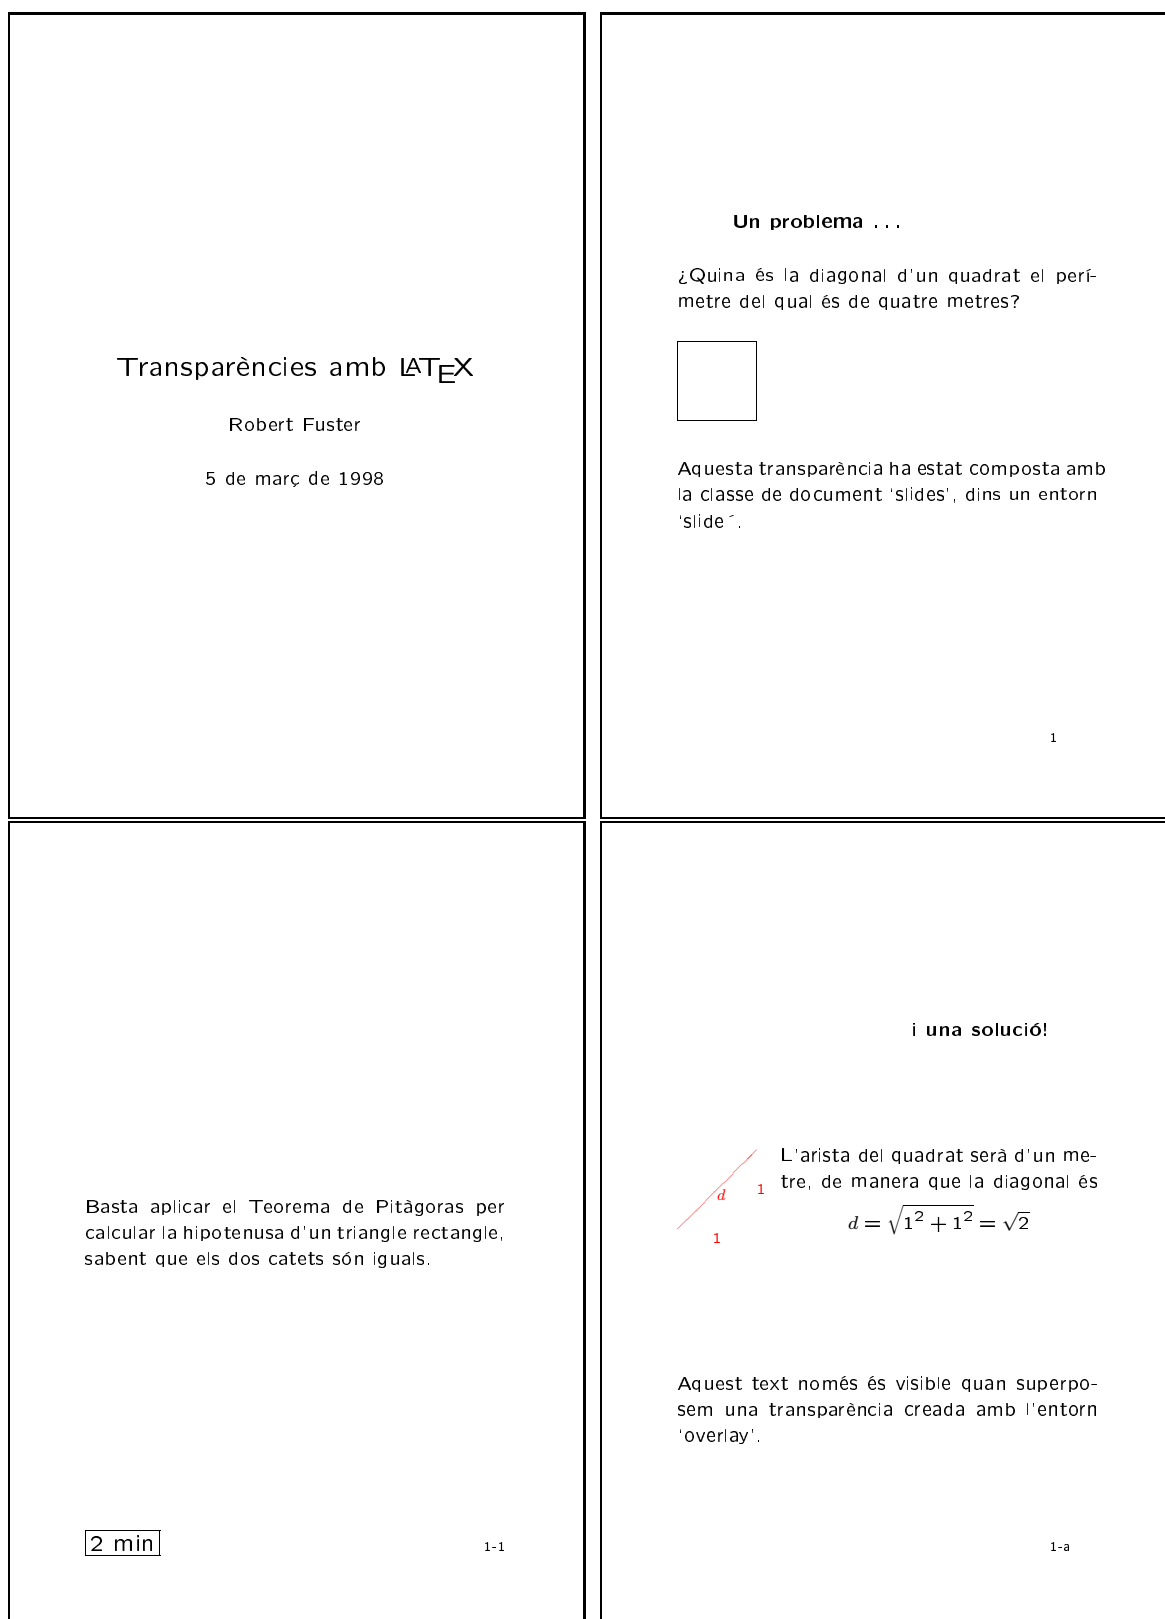 Transparències amb LATEX
Robert Fuster
5 de març de 1998
Un problema . . .
¿Quina és la diagonal d'un quadrat el perí-
metre del qual és de quatre metres?
Aquesta transparència ha estat composta amb
la classe de document ‘slides’, dins un entorn
‘slide´.
1
Basta aplicar el Teorema de Pitàgoras per
calcular la hipotenusa d'un triangle rectangle,
sabent que els dos catets són iguals.
2 min
1-1
i una solució!
L'arista del quadrat serà d'un me-
tre, de manera que la diagonal és
d = √(1² + 1²) = √2
d
1
1
Aquest text només és visible quan superpo-
sem una transparència creada amb l'entorn
‘overlay’.
1-a